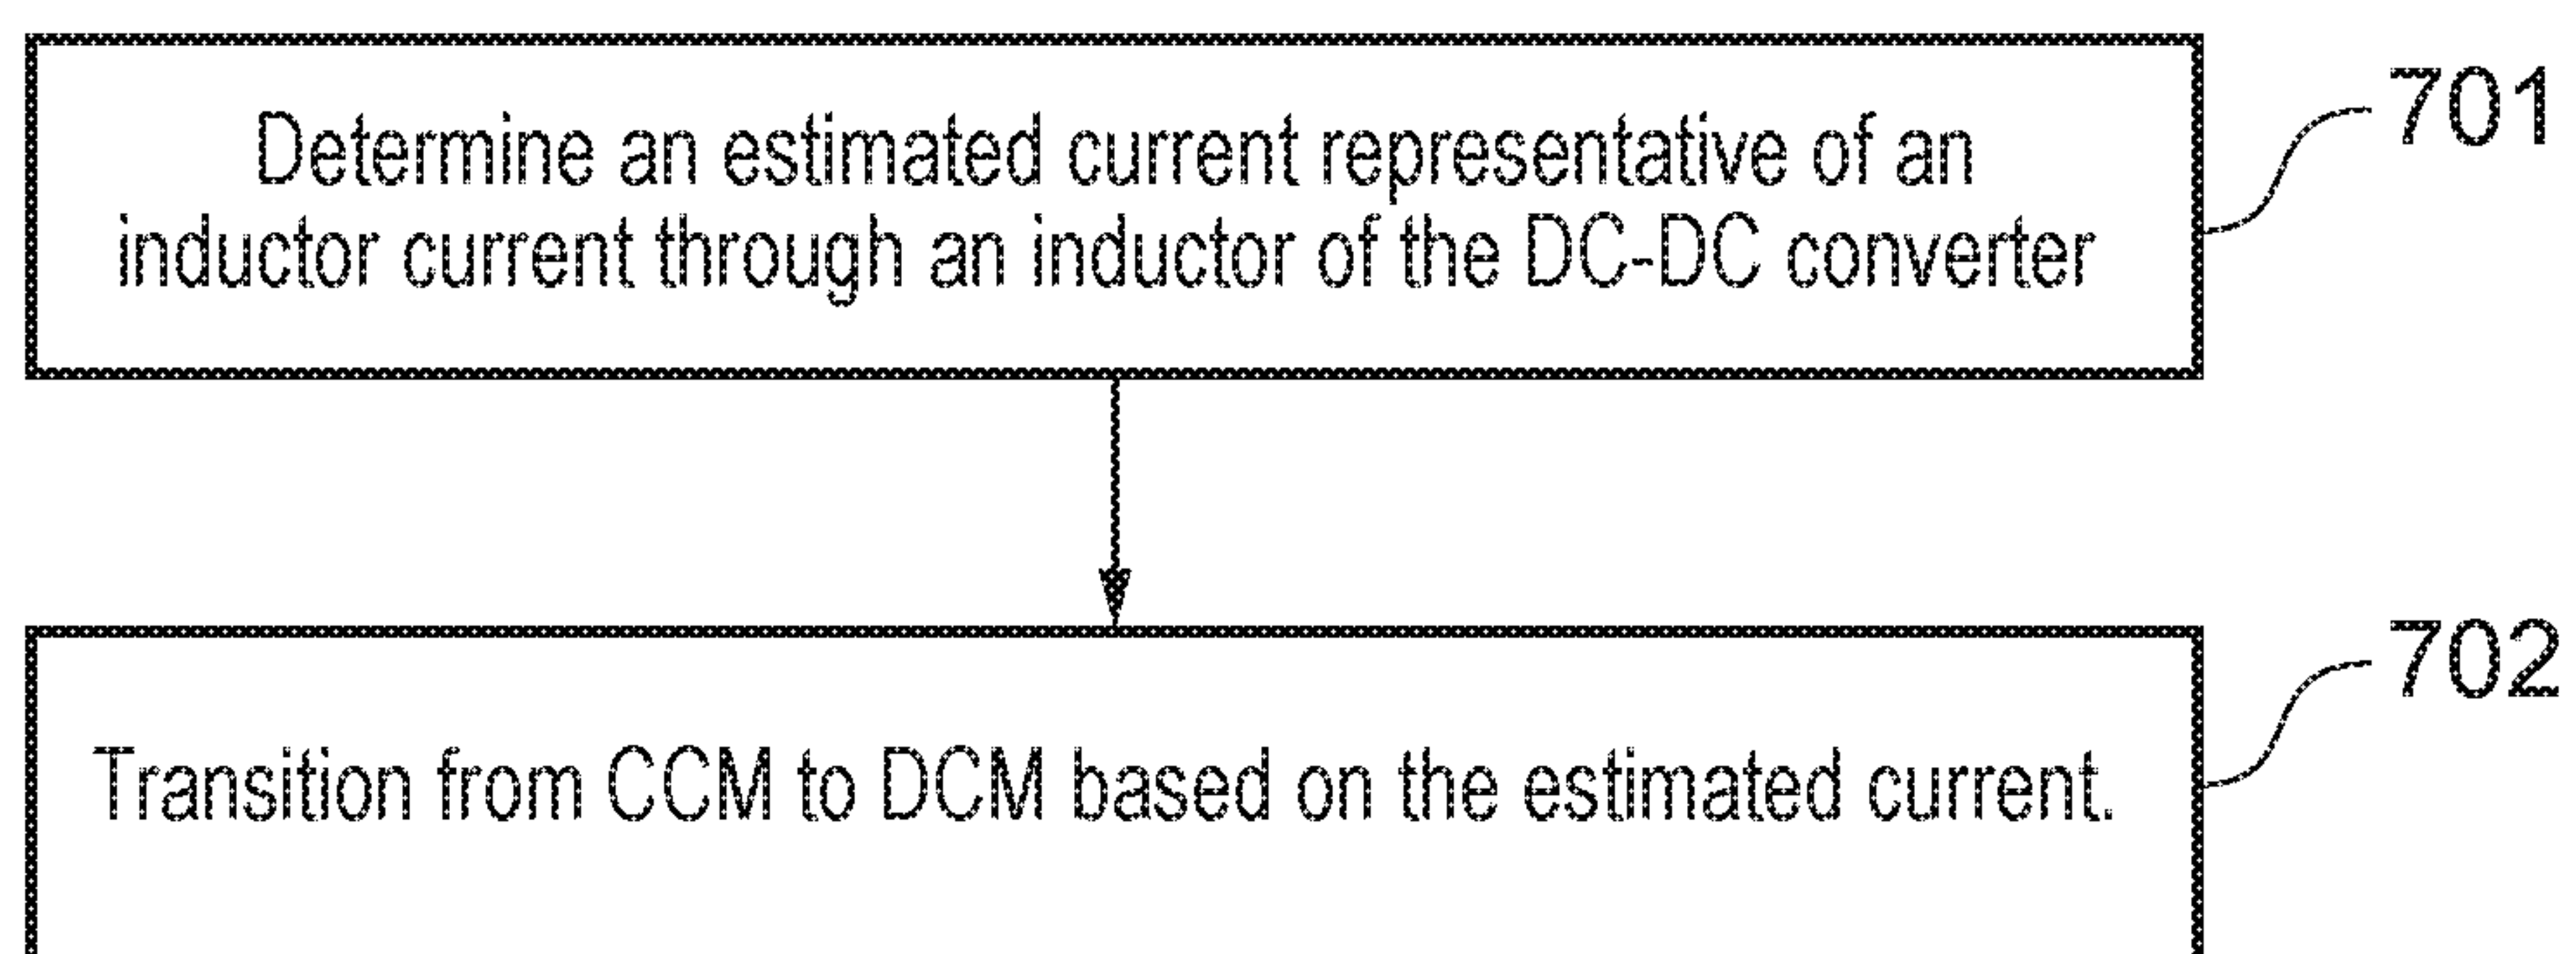 Determine an estimated current representative of an
inductor current through an inductor of the DC-DC converter
701
Transition from CCM to DCM based on the estimated current.
702